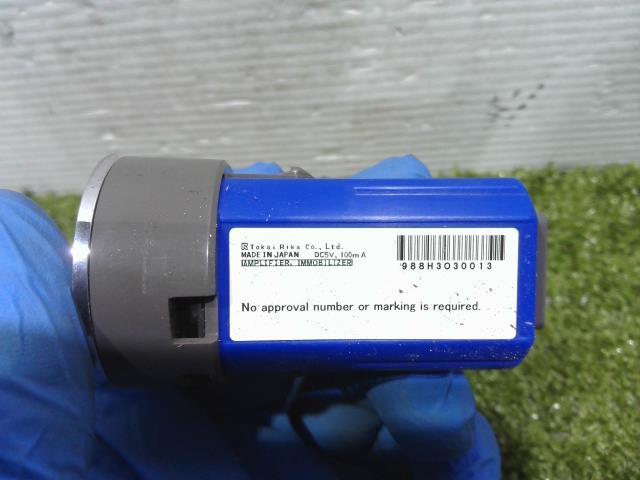 Tokai Rika Co., Ltd.
MADE IN JAPAN DC5V, 100mA
AMPLIFIER, IMMOBILIZER
988H3030013
No approval number or marking is required.